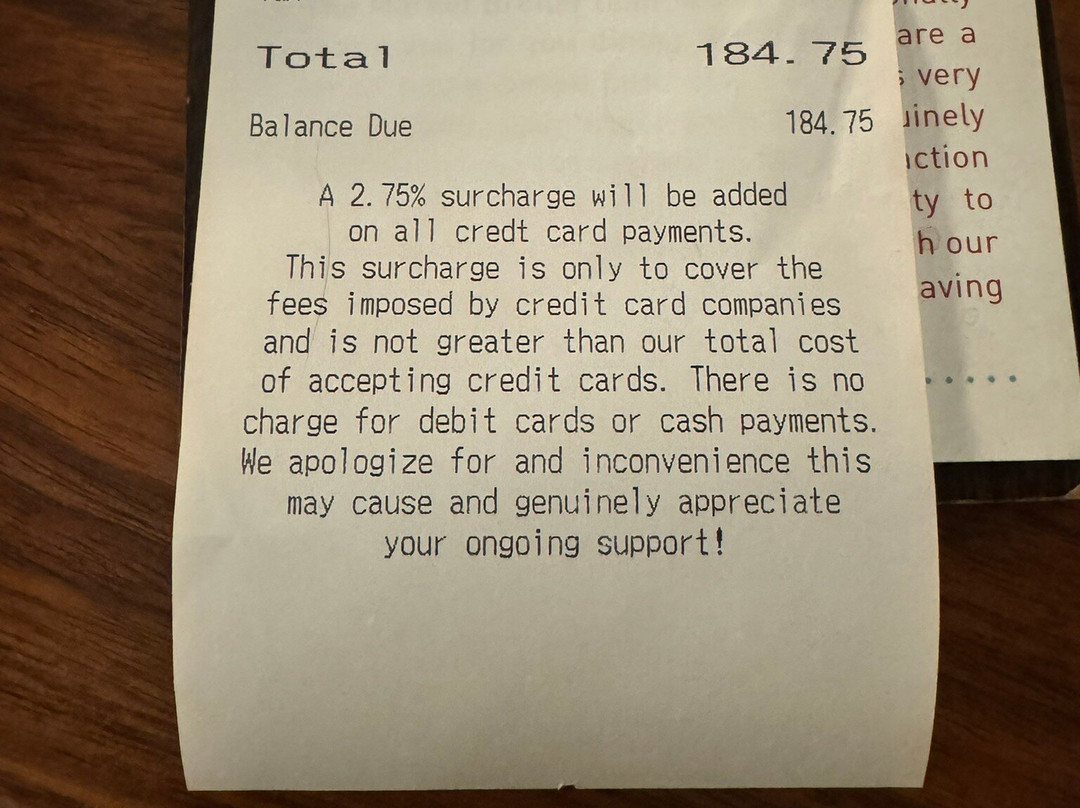 Total 184.75
Balance Due 184.75
A 2.75% surcharge will be added
on all credt card payments.
This surcharge is only to cover the
fees imposed by credit card companies
and is not greater than our total cost
of accepting credit cards. There is no
charge for debit cards or cash payments.
We apologize for and inconvenience this
may cause and genuinely appreciate
your ongoing support!
are a
very
ty to
our